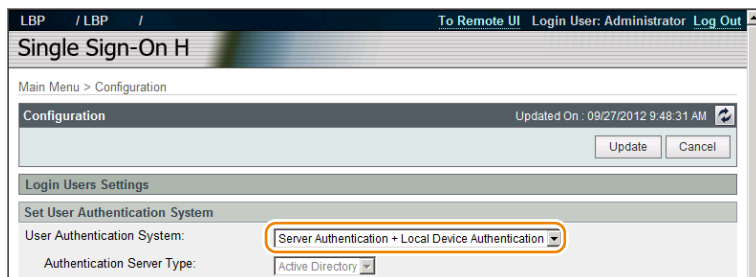 LBP / LBP / To Remote UI Login User: Administrator Log Out
Single Sign-On H
Main Menu > Configuration
Configuration Updated On : 09/27/2012 9:48:31 AM
Update Cancel
Login Users Settings
Set User Authentication System
User Authentication System: Server Authentication + Local Device Authentication
Authentication Server Type: Active Directory